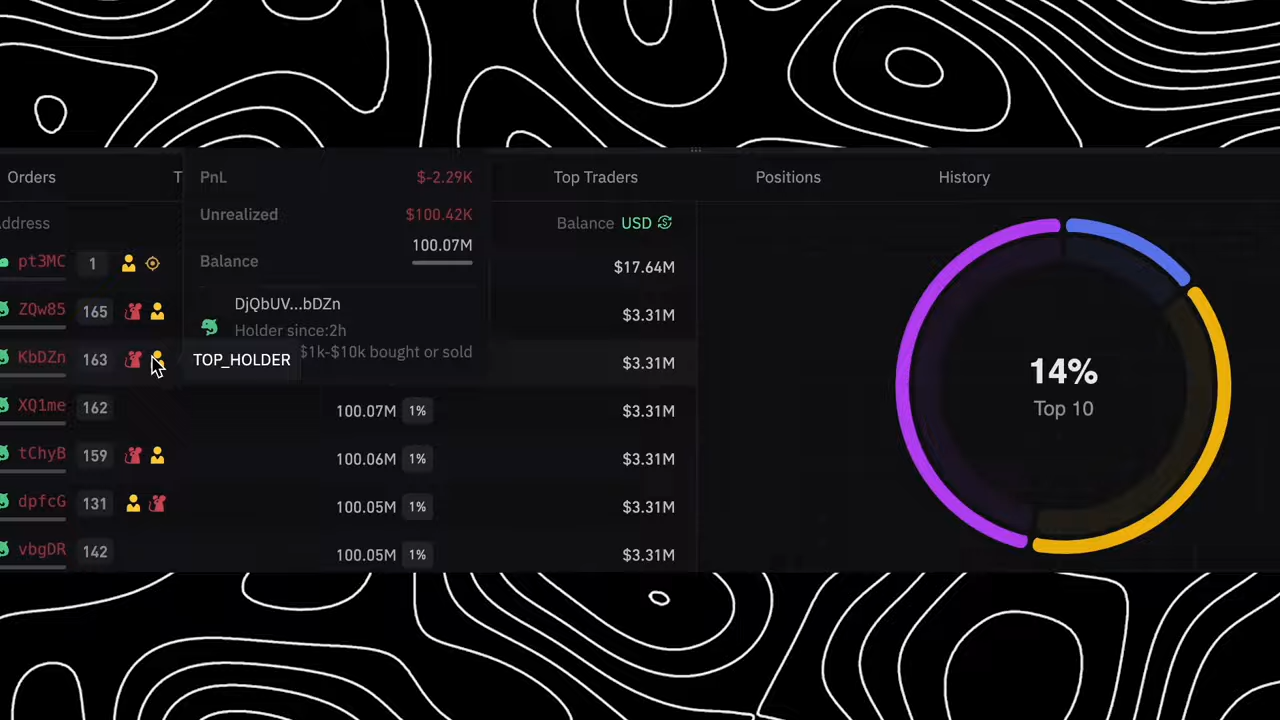 Orders T PnL $-2.29K Top Traders Positions History
ddress Unrealized $100.42K Balance USD
pt3MC 1 Balance 100.07M $17.64M
ZQw85 165 DjQbUV...bDZn $3.31M
Holder since:2h
KbDZn 163 TOP_HOLDER $1k-$10k bought or sold $3.31M
XQ1me 162 100.07M 1% $3.31M
tChyB 159 100.06M 1% $3.31M
dpfcG 131 100.05M 1% $3.31M
vbgDR 142 100.05M 1% $3.31M
14%
Top 10